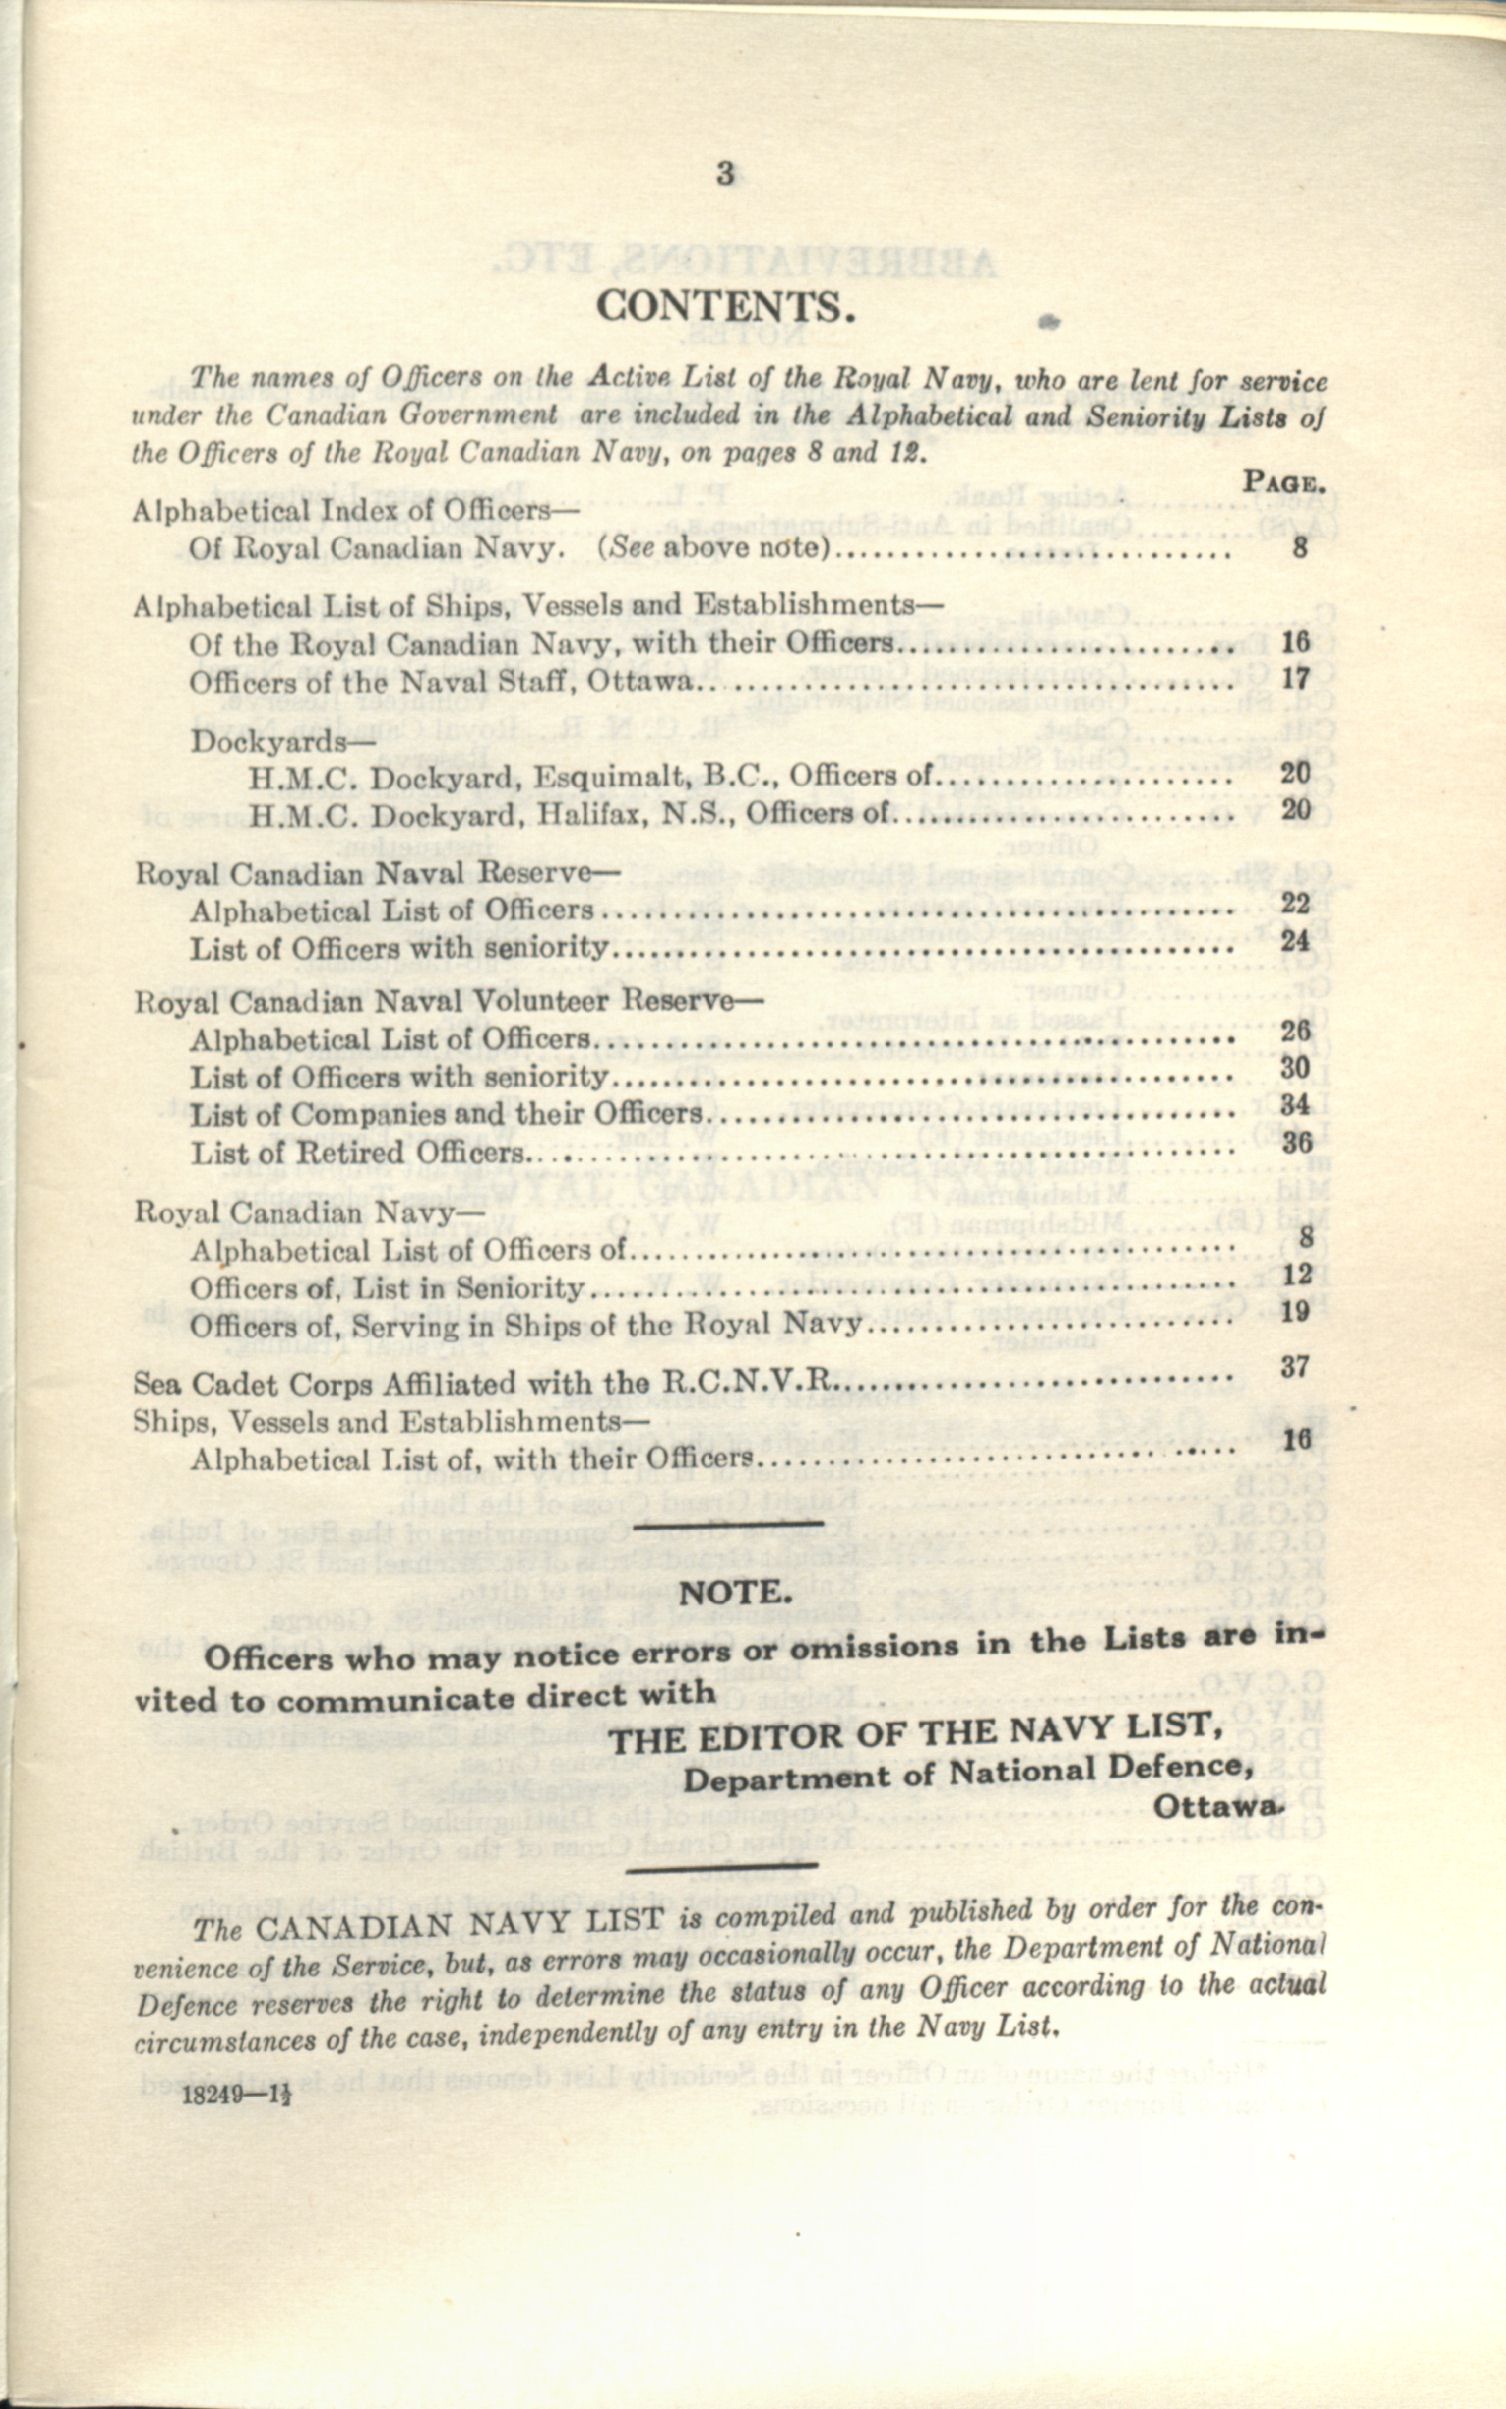 3
CONTENTS.
The names of Officers on the Active List of the Royal Navy, who are lent for service
under the Canadian Government are included in the Alphabetical and Seniority Lists of
the Officers of the Royal Canadian Navy, on pages 8 and 12.
PAGE.
Alphabetical Index of Officers—
Of Royal Canadian Navy. (See above note).............................. 8
Alphabetical List of Ships, Vessels and Establishments—
Of the Royal Canadian Navy, with their Officers........................ 16
Officers of the Naval Staff, Ottawa...................................... 17
Dockyards—
H.M.C. Dockyard, Esquimalt, B.C., Officers of..................... 20
H.M.C. Dockyard, Halifax, N.S., Officers of........................ 20
Royal Canadian Naval Reserve—
Alphabetical List of Officers............................................ 22
List of Officers with seniority........................................... 24
Royal Canadian Naval Volunteer Reserve—
Alphabetical List of Officers............................................ 26
List of Officers with seniority........................................... 30
List of Companies and their Officers..................................... 34
List of Retired Officers.................................................. 36
Royal Canadian Navy—
Alphabetical List of Officers of.......................................... 8
Officers of, List in Seniority............................................. 12
Officers of, Serving in Ships of the Royal Navy.......................... 19
Sea Cadet Corps Affiliated with the R.C.N.V.R............................ 37
Ships, Vessels and Establishments—
Alphabetical List of, with their Officers................................. 16
NOTE.
Officers who may notice errors or omissions in the Lists are in-
vited to communicate direct with
THE EDITOR OF THE NAVY LIST,
Department of National Defence,
Ottawa.
The CANADIAN NAVY LIST is compiled and published by order for the con-
venience of the Service, but, as errors may occasionally occur, the Department of National
Defence reserves the right to determine the status of any Officer according to the actual
circumstances of the case, independently of any entry in the Navy List.
18249—1½